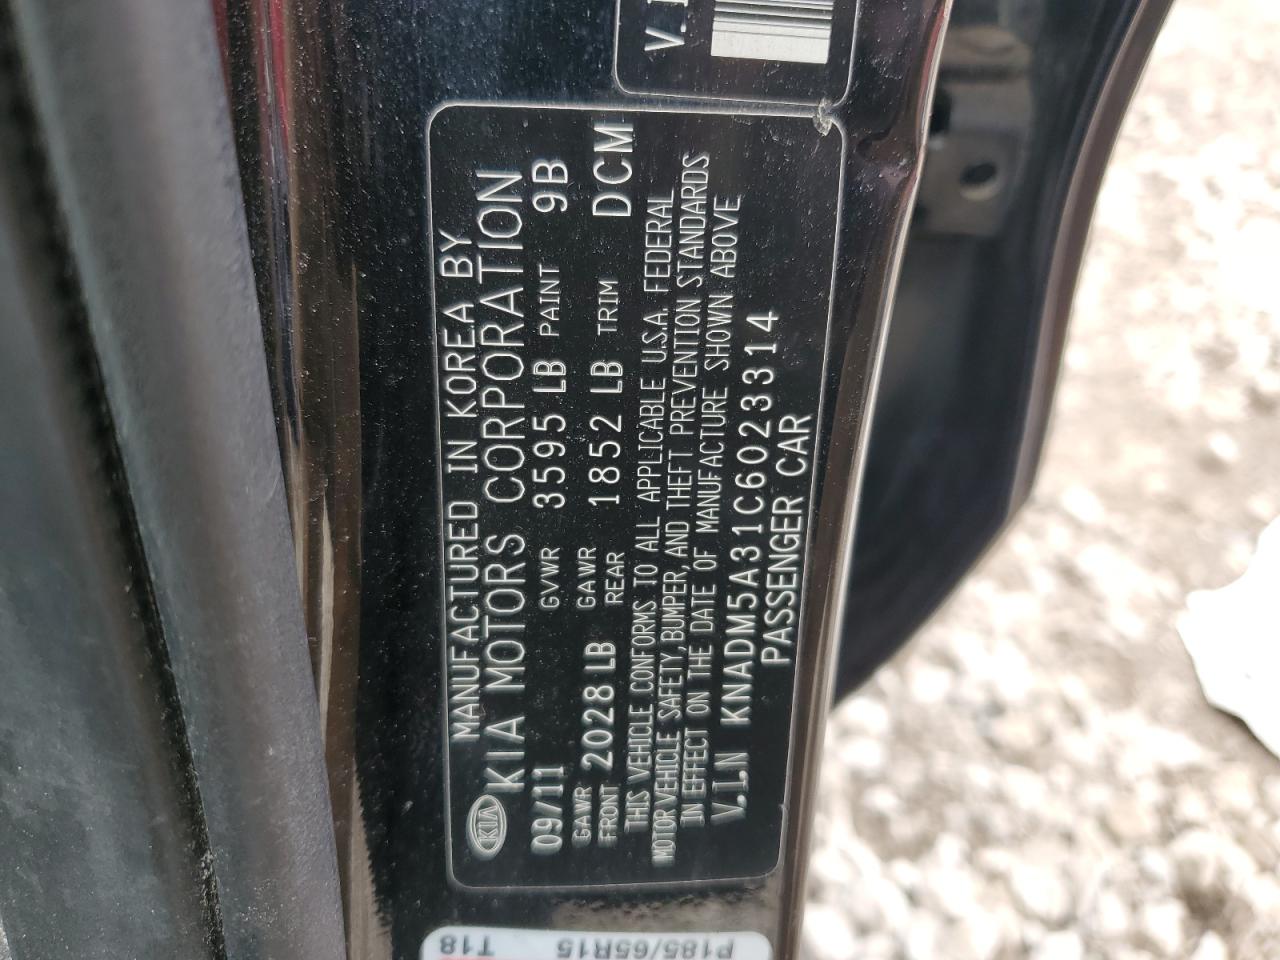 MANUFACTURED IN KOREA BY
KIA KIA MOTORS CORPORATION
09/11 GVWR 3595 LB PAINT 9B
GAWR FRONT 2028 LB GAWR REAR 1852 LB TRIM DCM
THIS VEHICLE CONFORMS TO ALL APPLICABLE U.S.A. FEDERAL
MOTOR VEHICLE SAFETY, BUMPER, AND THEFT PREVENTION STANDARDS
IN EFFECT ON THE DATE OF MANUFACTURE SHOWN ABOVE
V.I.N KNADM5A31C6023314
PASSENGER CAR
T18
P185/65R15